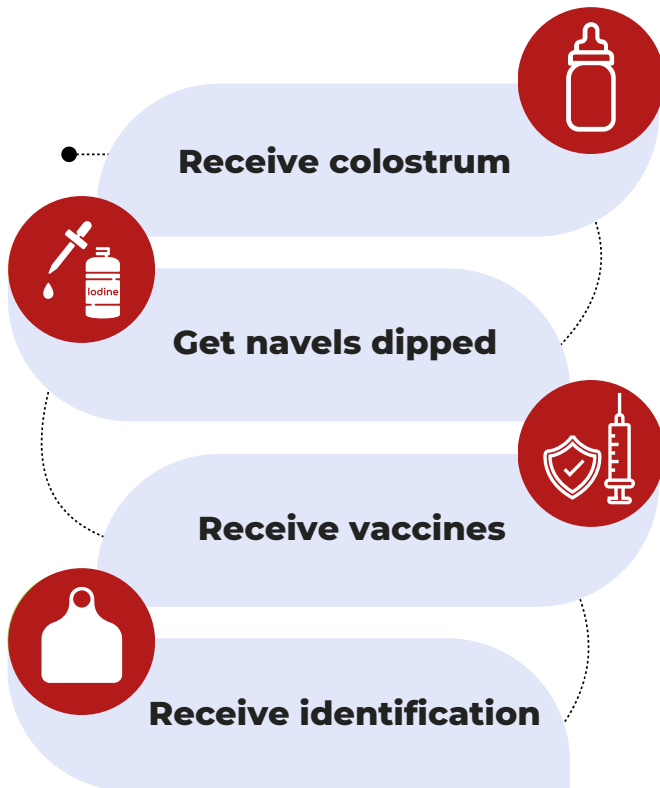 Receive colostrum
Iodine
Get navels dipped
Receive vaccines
Receive identification